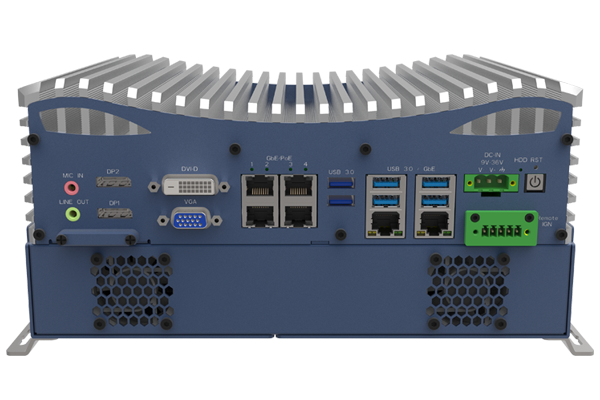 MIC IN
LINE OUT
DP2
DP1
DVI-D
VGA
GbE-PoE
1 2 3 4
USB 3.0
USB 3.0 - GbE
DC-IN
9V 36V
HDD RST
Remote
IGN